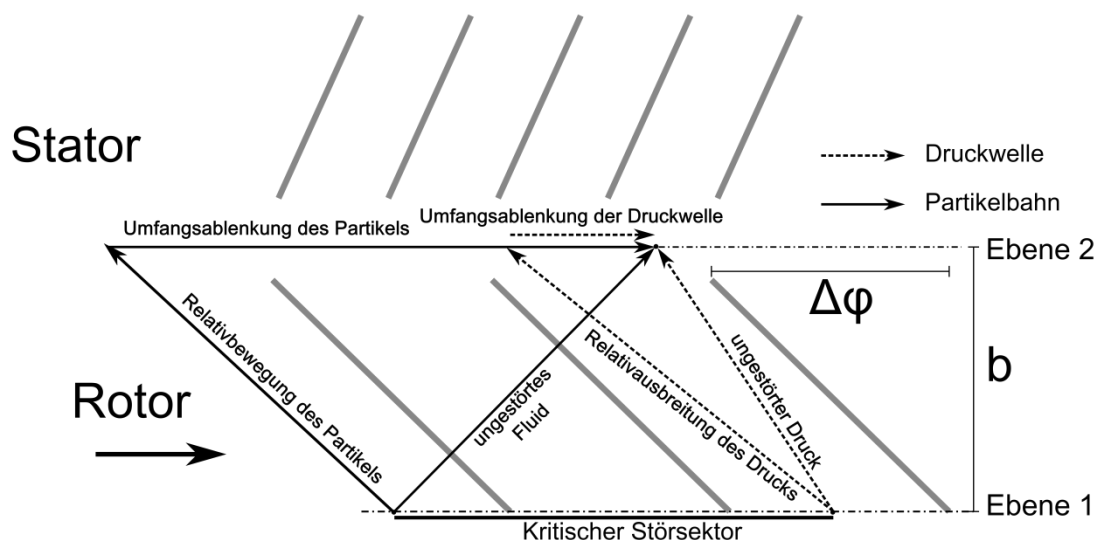 Stator
Druckwelle
Partikelbahn
Umfangsablenkung der Druckwelle
Umfangsablenkung des Partikels
Ebene 2
Δφ
b
Relativbewegung des Partikels
ungestörtes
Fluid
Relativausbreitung des Drucks
ungestörter Druck
Rotor
Ebene 1
Kritischer Störsektor